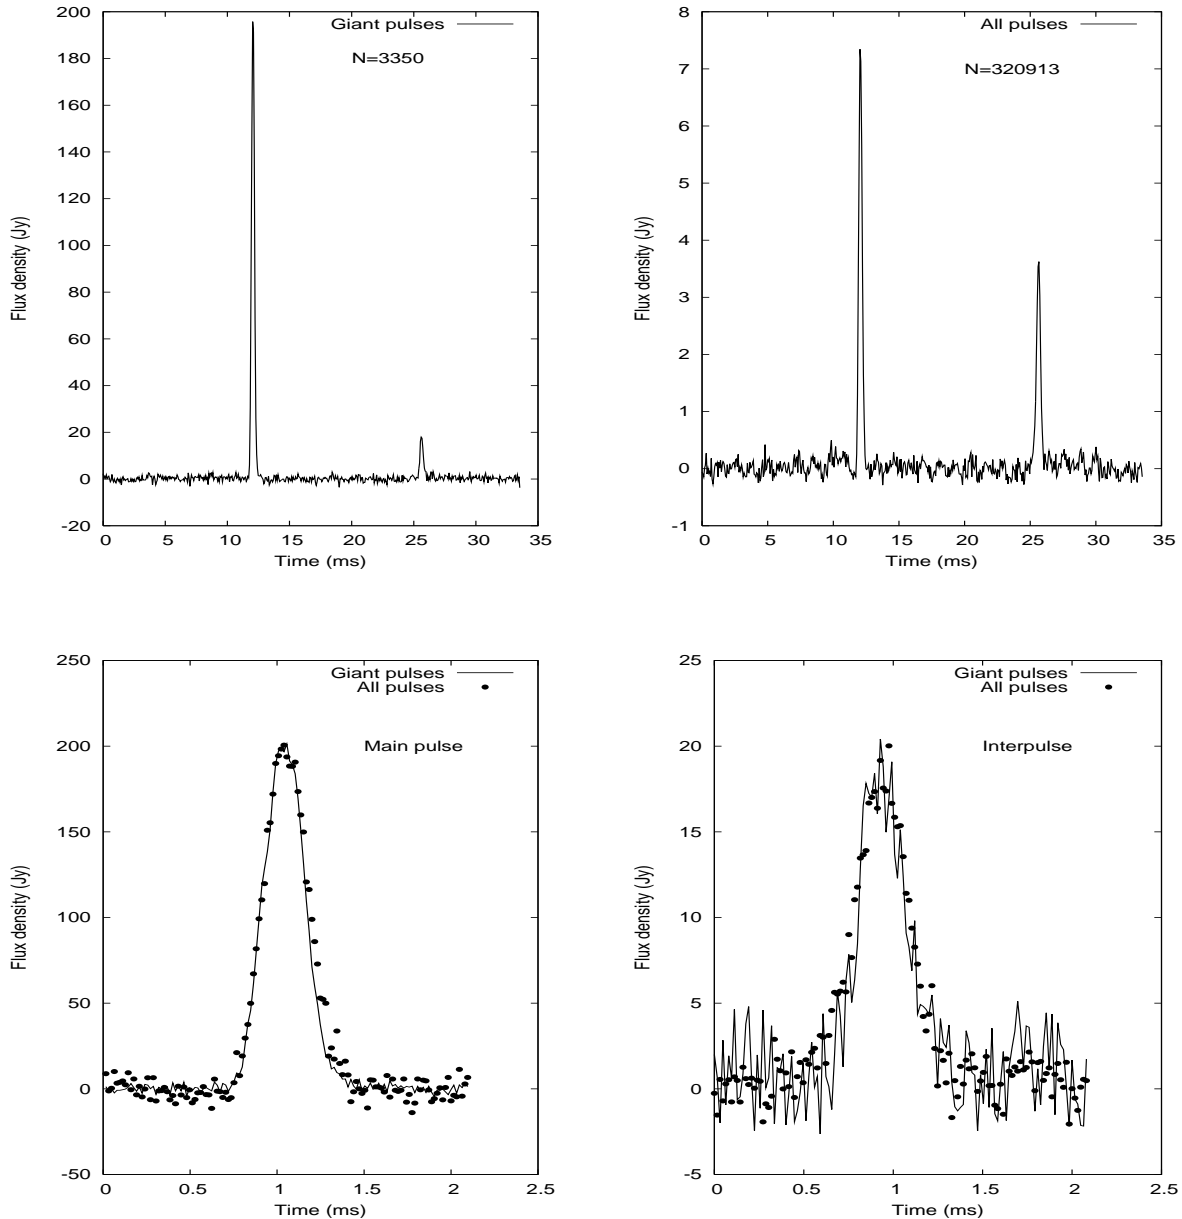 Giant pulses
N=3350
200
180
160
140
120
100
80
60
40
20
0
-20
Flux density (Jy)
0 5 10 15 20 25 30 35
Time (ms)
All pulses
N=320913
8
7
6
5
4
3
2
1
0
-1
Flux density (Jy)
0 5 10 15 20 25 30 35
Time (ms)
Giant pulses
All pulses
Main pulse
250
200
150
100
50
0
-50
Flux density (Jy)
0 0.5 1 1.5 2 2.5
Time (ms)
Giant pulses
All pulses
Interpulse
25
20
15
10
5
0
-5
Flux density (Jy)
0 0.5 1 1.5 2 2.5
Time (ms)